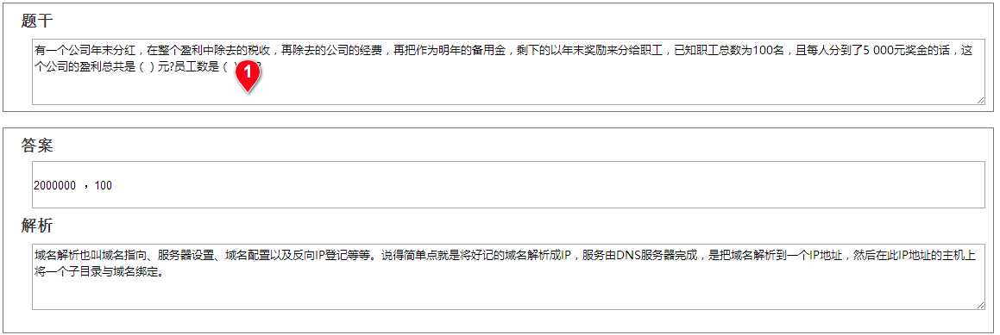 题干
有一个公司年末分红，在整个盈利中除去的税收，再除去的公司的经费，再把作为明年的备用金，剩下的以年末奖励来分给职工，已知职工总数为100名，且每人分到了5 000元奖金的话，这
个公司的盈利总共是（ ）元?员工数是（
1
?
答案
2000000 ，100
解析
域名解析也叫域名指向、服务器设置、域名配置以及反向IP登记等等。说得简单点就是将好记的域名解析成IP，服务由DNS服务器完成，是把域名解析到一个IP地址，然后在此IP地址的主机上
将一个子目录与域名绑定。